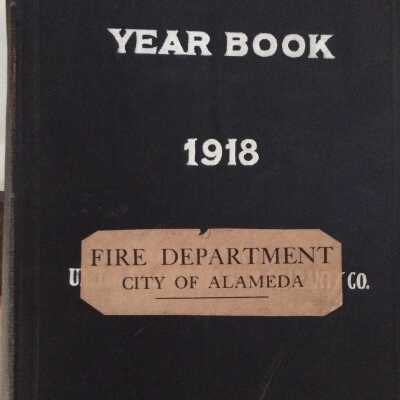 YEAR BOOK
1918
FIRE DEPARTMENT
CITY OF ALAMEDA
CO.